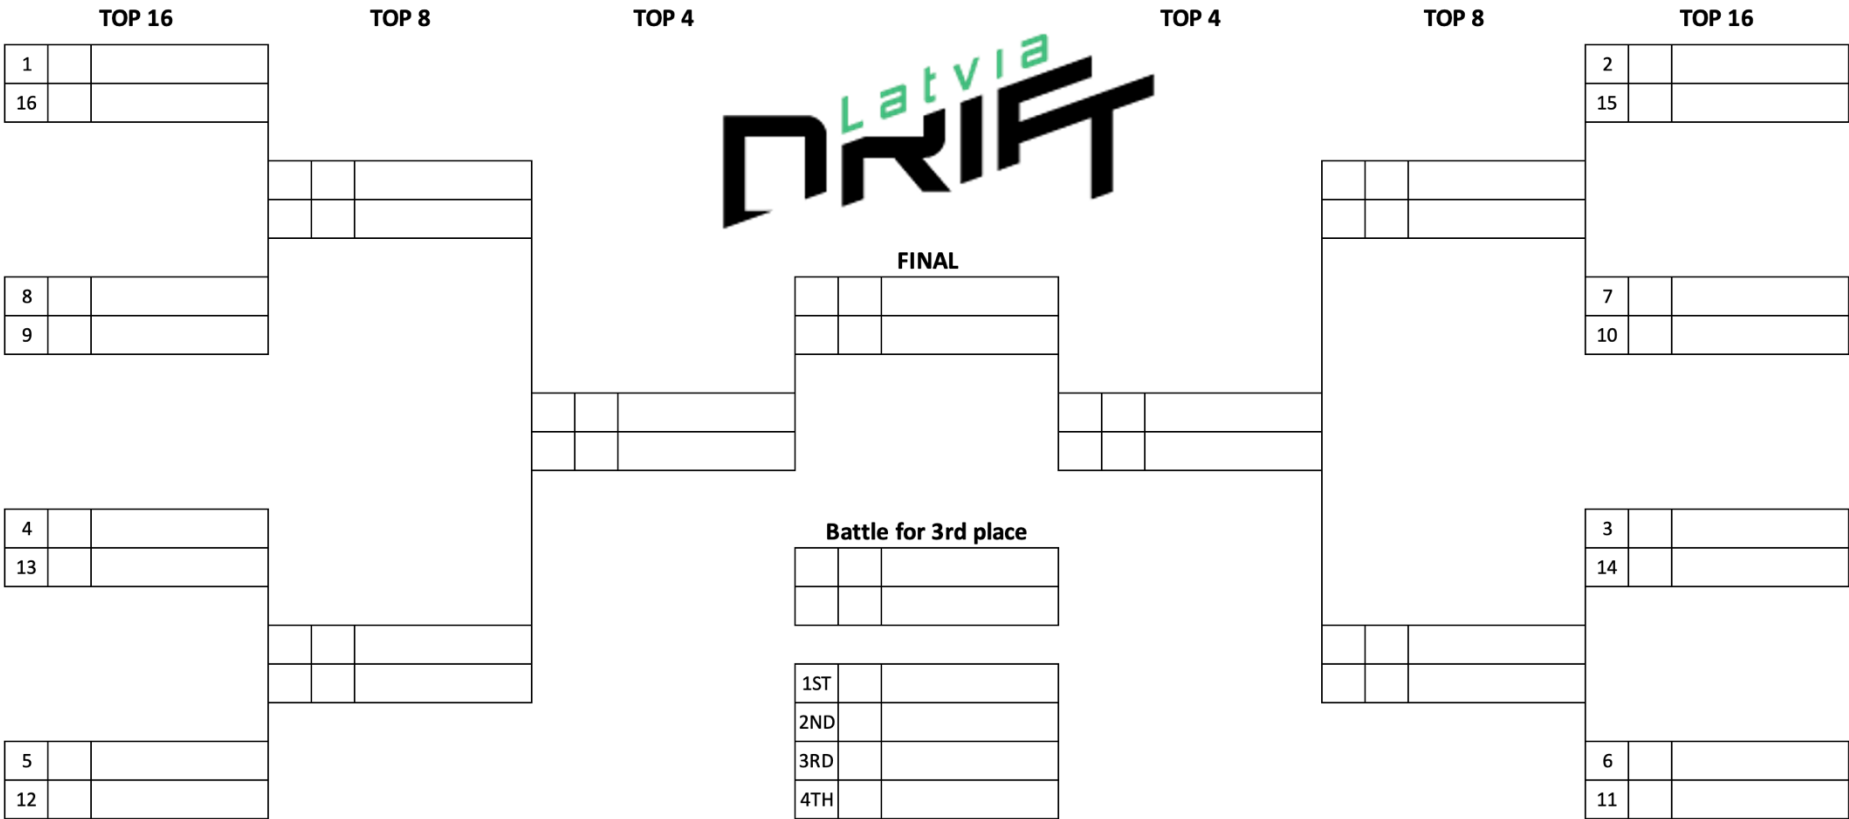 TOP 16 TOP 8 TOP 4 TOP 4 TOP 8 TOP 16
Latvia
DRIFT
1 2
16 15
FINAL
8 7
9 10
4 3
Battle for 3rd place
13 14
1ST
2ND
5 3RD 6
12 4TH 11